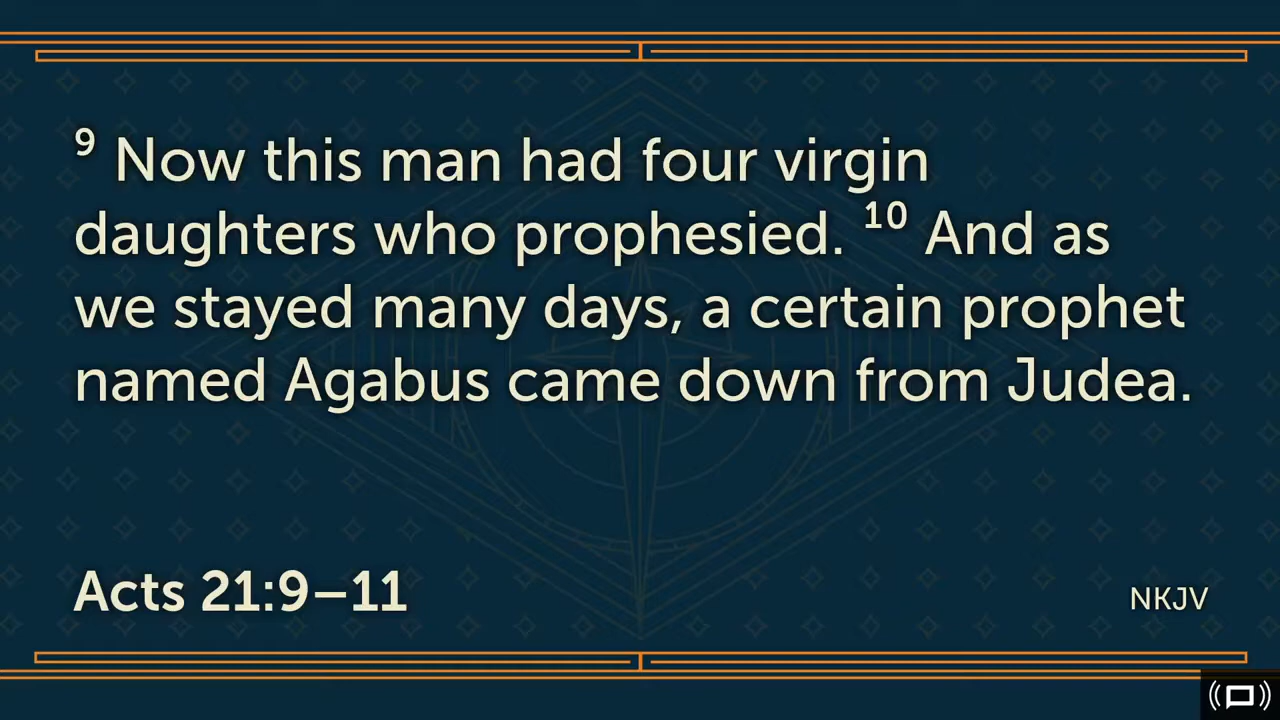 9 Now this man had four virgin
daughters who prophesied. 10 And as
we stayed many days, a certain prophet
named Agabus came down from Judea.
Acts 21:9–11
NKJV